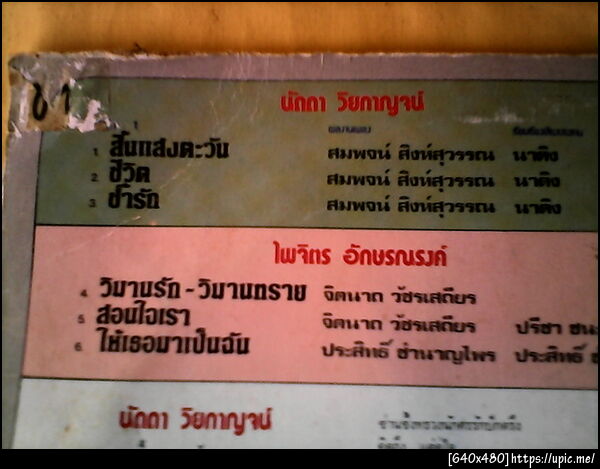 ข 1
นัดดา วิยกาญจน์
1. สิ้นแสงตะวัน สมพจน์ สิงห์สุวรรณ นาติง
2. ชีวิต สมพจน์ สิงห์สุวรรณ นาติง
3. ช้ำรัก สมพจน์ สิงห์สุวรรณ นาติง
ไพจิตร อักษรณรงค์
4. วิมานรัก - วิมานทราย จิตนาถ วัชรเสถียร
5. สอนใจเรา จิตนาถ วัชรเสถียร ปรีชา
6. ให้เธอมาเป็นฉัน ประสิทธิ์ ชำนาญไพร ประสิทธิ์
นัดดา วิยกาญจน์
[640x480]https://upic.me/